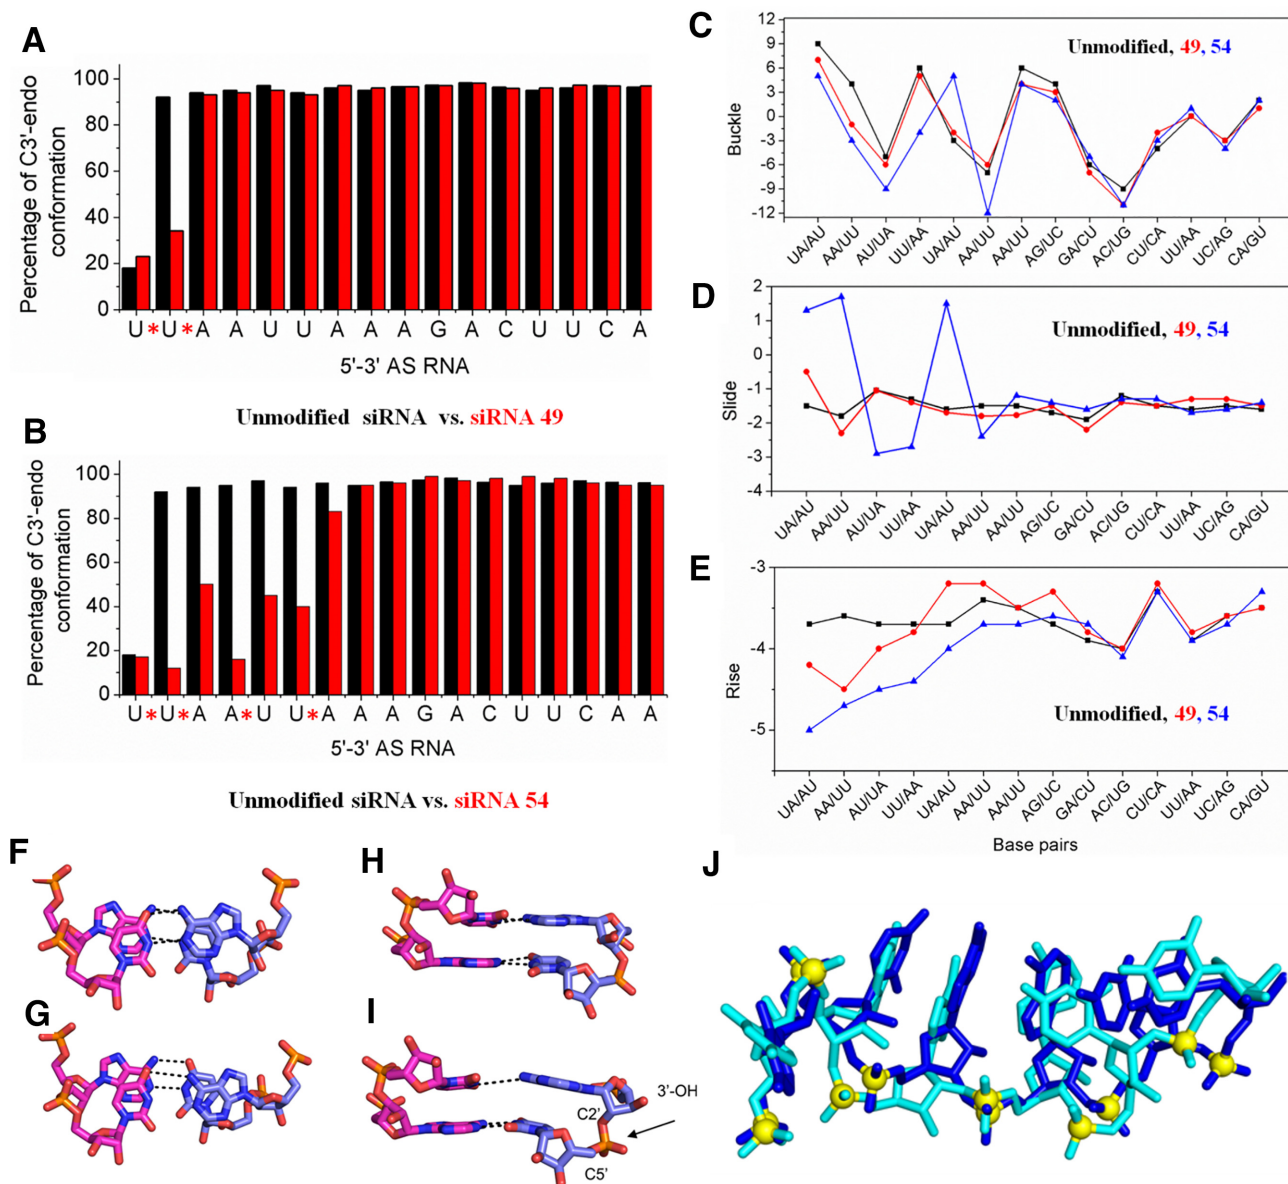 A
Percentage of C3'-endo
conformation
100
80
60
40
20
0
U*U*A A U U A A A G A C U U C A
5'-3' AS RNA
Unmodified siRNA vs. siRNA 49
B
Percentage of C3'-endo
conformation
100
80
60
40
20
0
U*U*A A*U U*A A A G A C U U C A A
5'-3' AS RNA
Unmodified siRNA vs. siRNA 54
C
Buckle
12
9
6
3
0
-3
-6
-9
-12
Unmodified, 49, 54
UA/AU AA/UU AU/UA UU/AA UA/AU AA/UU AA/UU AG/UC GA/CU AC/UG CU/CA UU/AA UC/AG CA/GU
D
Slide
2
1
0
-1
-2
-3
-4
Unmodified, 49, 54
UA/AU AA/UU AU/UA UU/AA UA/AU AA/UU AA/UU AG/UC GA/CU AC/UG CU/CA UU/AA UC/AG CA/GU
E
Rise
-3
-4
-5
Unmodified, 49, 54
UA/AU AA/UU AU/UA UU/AA UA/AU AA/UU AA/UU AG/UC GA/CU AC/UG CU/CA UU/AA UC/AG CA/GU
Base pairs
F
H
G
I
3'-OH
C2'
C5'
J